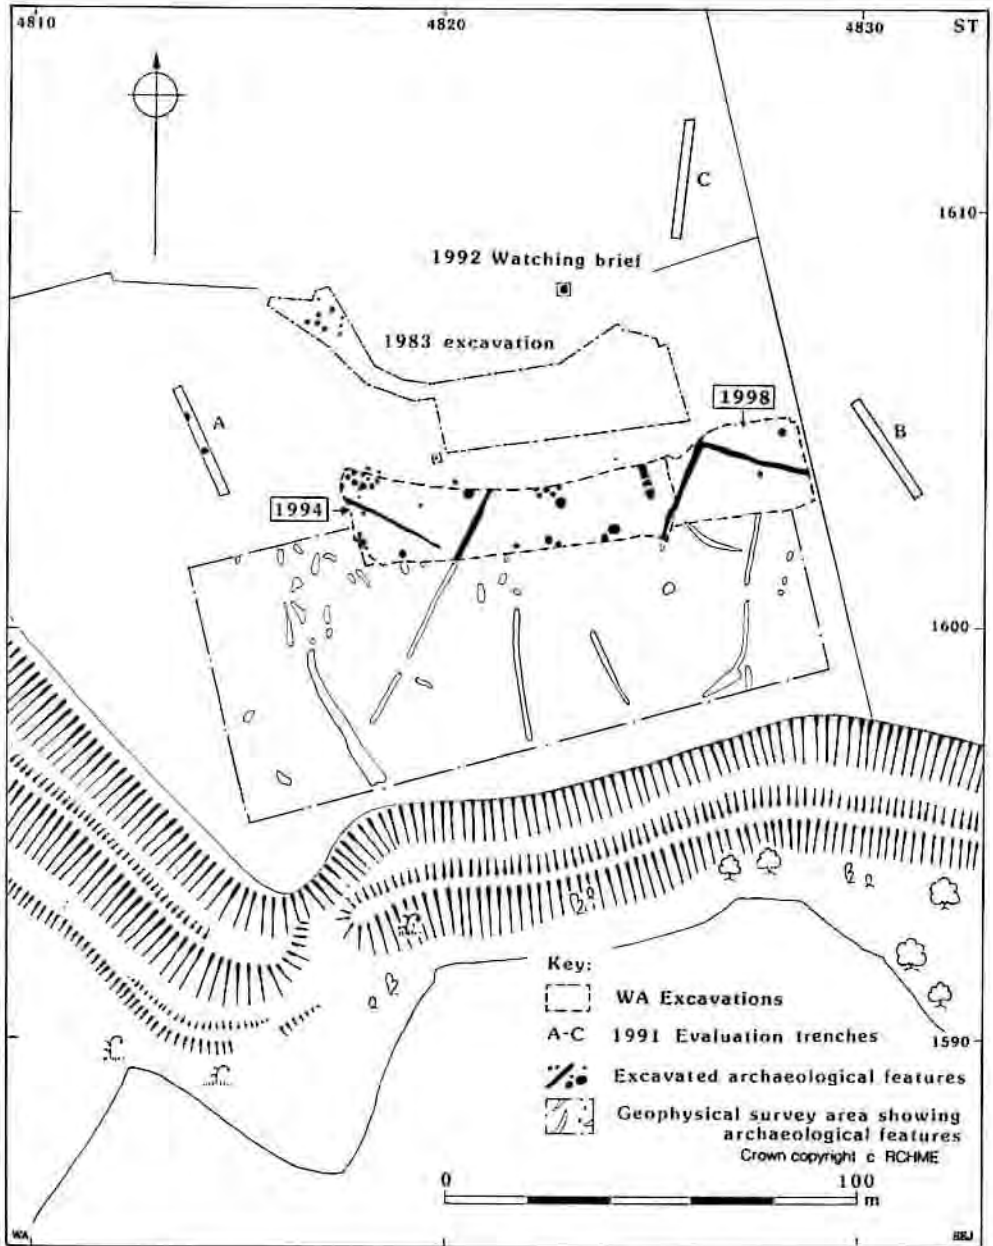 4810
4820
4830
ST
C
1610
1992 Watching brief
1983 excavation
1998
A
B
1994
1600
Key:
WA Excavations
A-C 1991 Evaluation trenches
1590
Excavated archaeological features
Geophysical survey area showing
archaeological features
Crown copyright c RCHME
0
100
m
WA